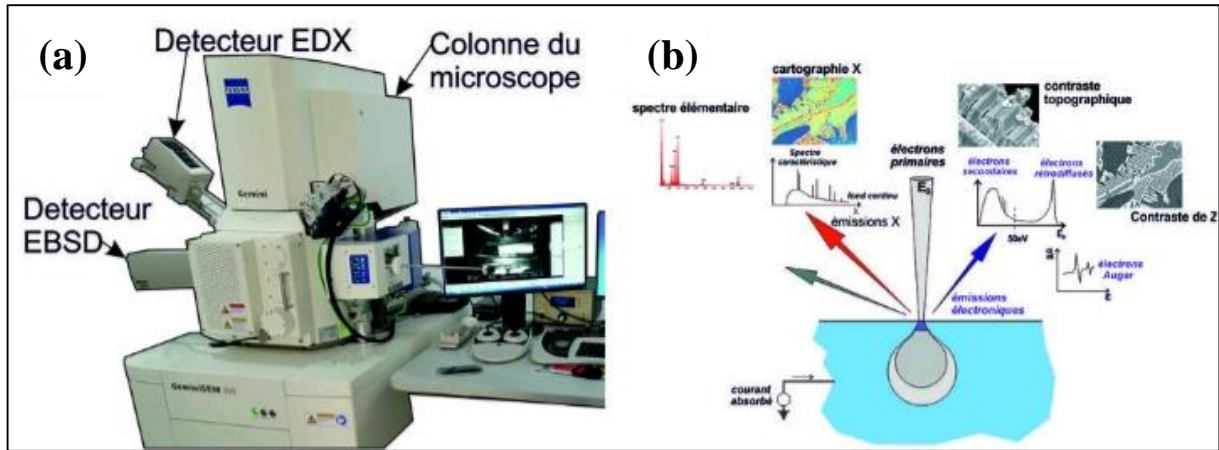 (a)
Detecteur EDX
Colonne du
microscope
ZEISS
Gemini
Detecteur
EBSD
GeminiSEM
(b)
cartographie X
spectre élémentaire
Spectre
caractéristique
fond continu
X
émissions X
électrons
primaires
E₀
contraste
topographique
électrons
secondaires
électrons
rétrodiffusés
50eV
Contraste de Z
électrons
Auger
E
émissions
électroniques
courant
absorbé